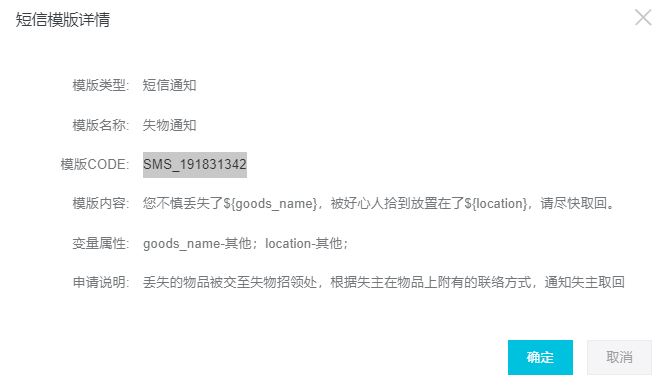 短信模版详情
模版类型: 短信通知
模版名称: 失物通知
模版CODE: SMS_191831342
模版内容: 您不慎丢失了${goods_name}，被好心人拾到放置在了${location}，请尽快取回。
变量属性: goods_name-其他；location-其他；
申请说明: 丢失的物品被交至失物招领处，根据失主在物品上附有的联络方式，通知失主取回
确定 取消